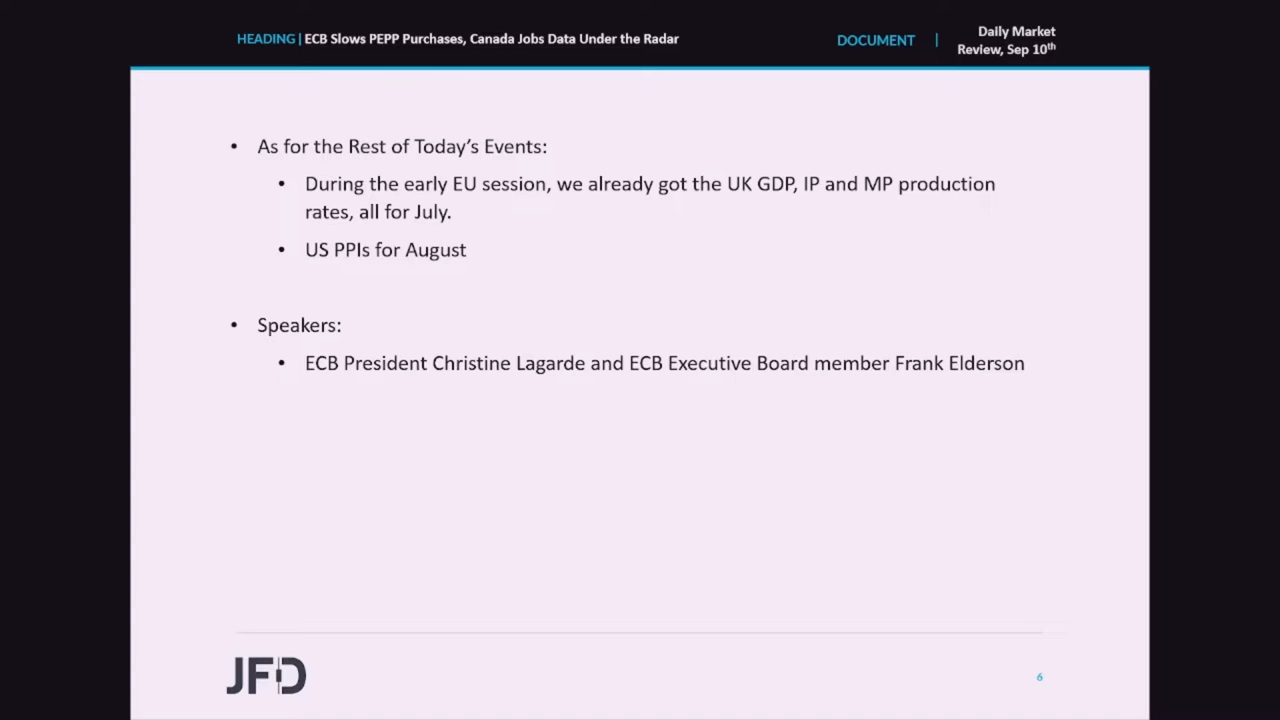 HEADING | ECB Slows PEPP Purchases, Canada Jobs Data Under the Radar
DOCUMENT | Daily Market
Review, Sep 10th
• As for the Rest of Today's Events:
• During the early EU session, we already got the UK GDP, IP and MP production
rates, all for July.
• US PPIs for August
• Speakers:
• ECB President Christine Lagarde and ECB Executive Board member Frank Elderson
JFD
6